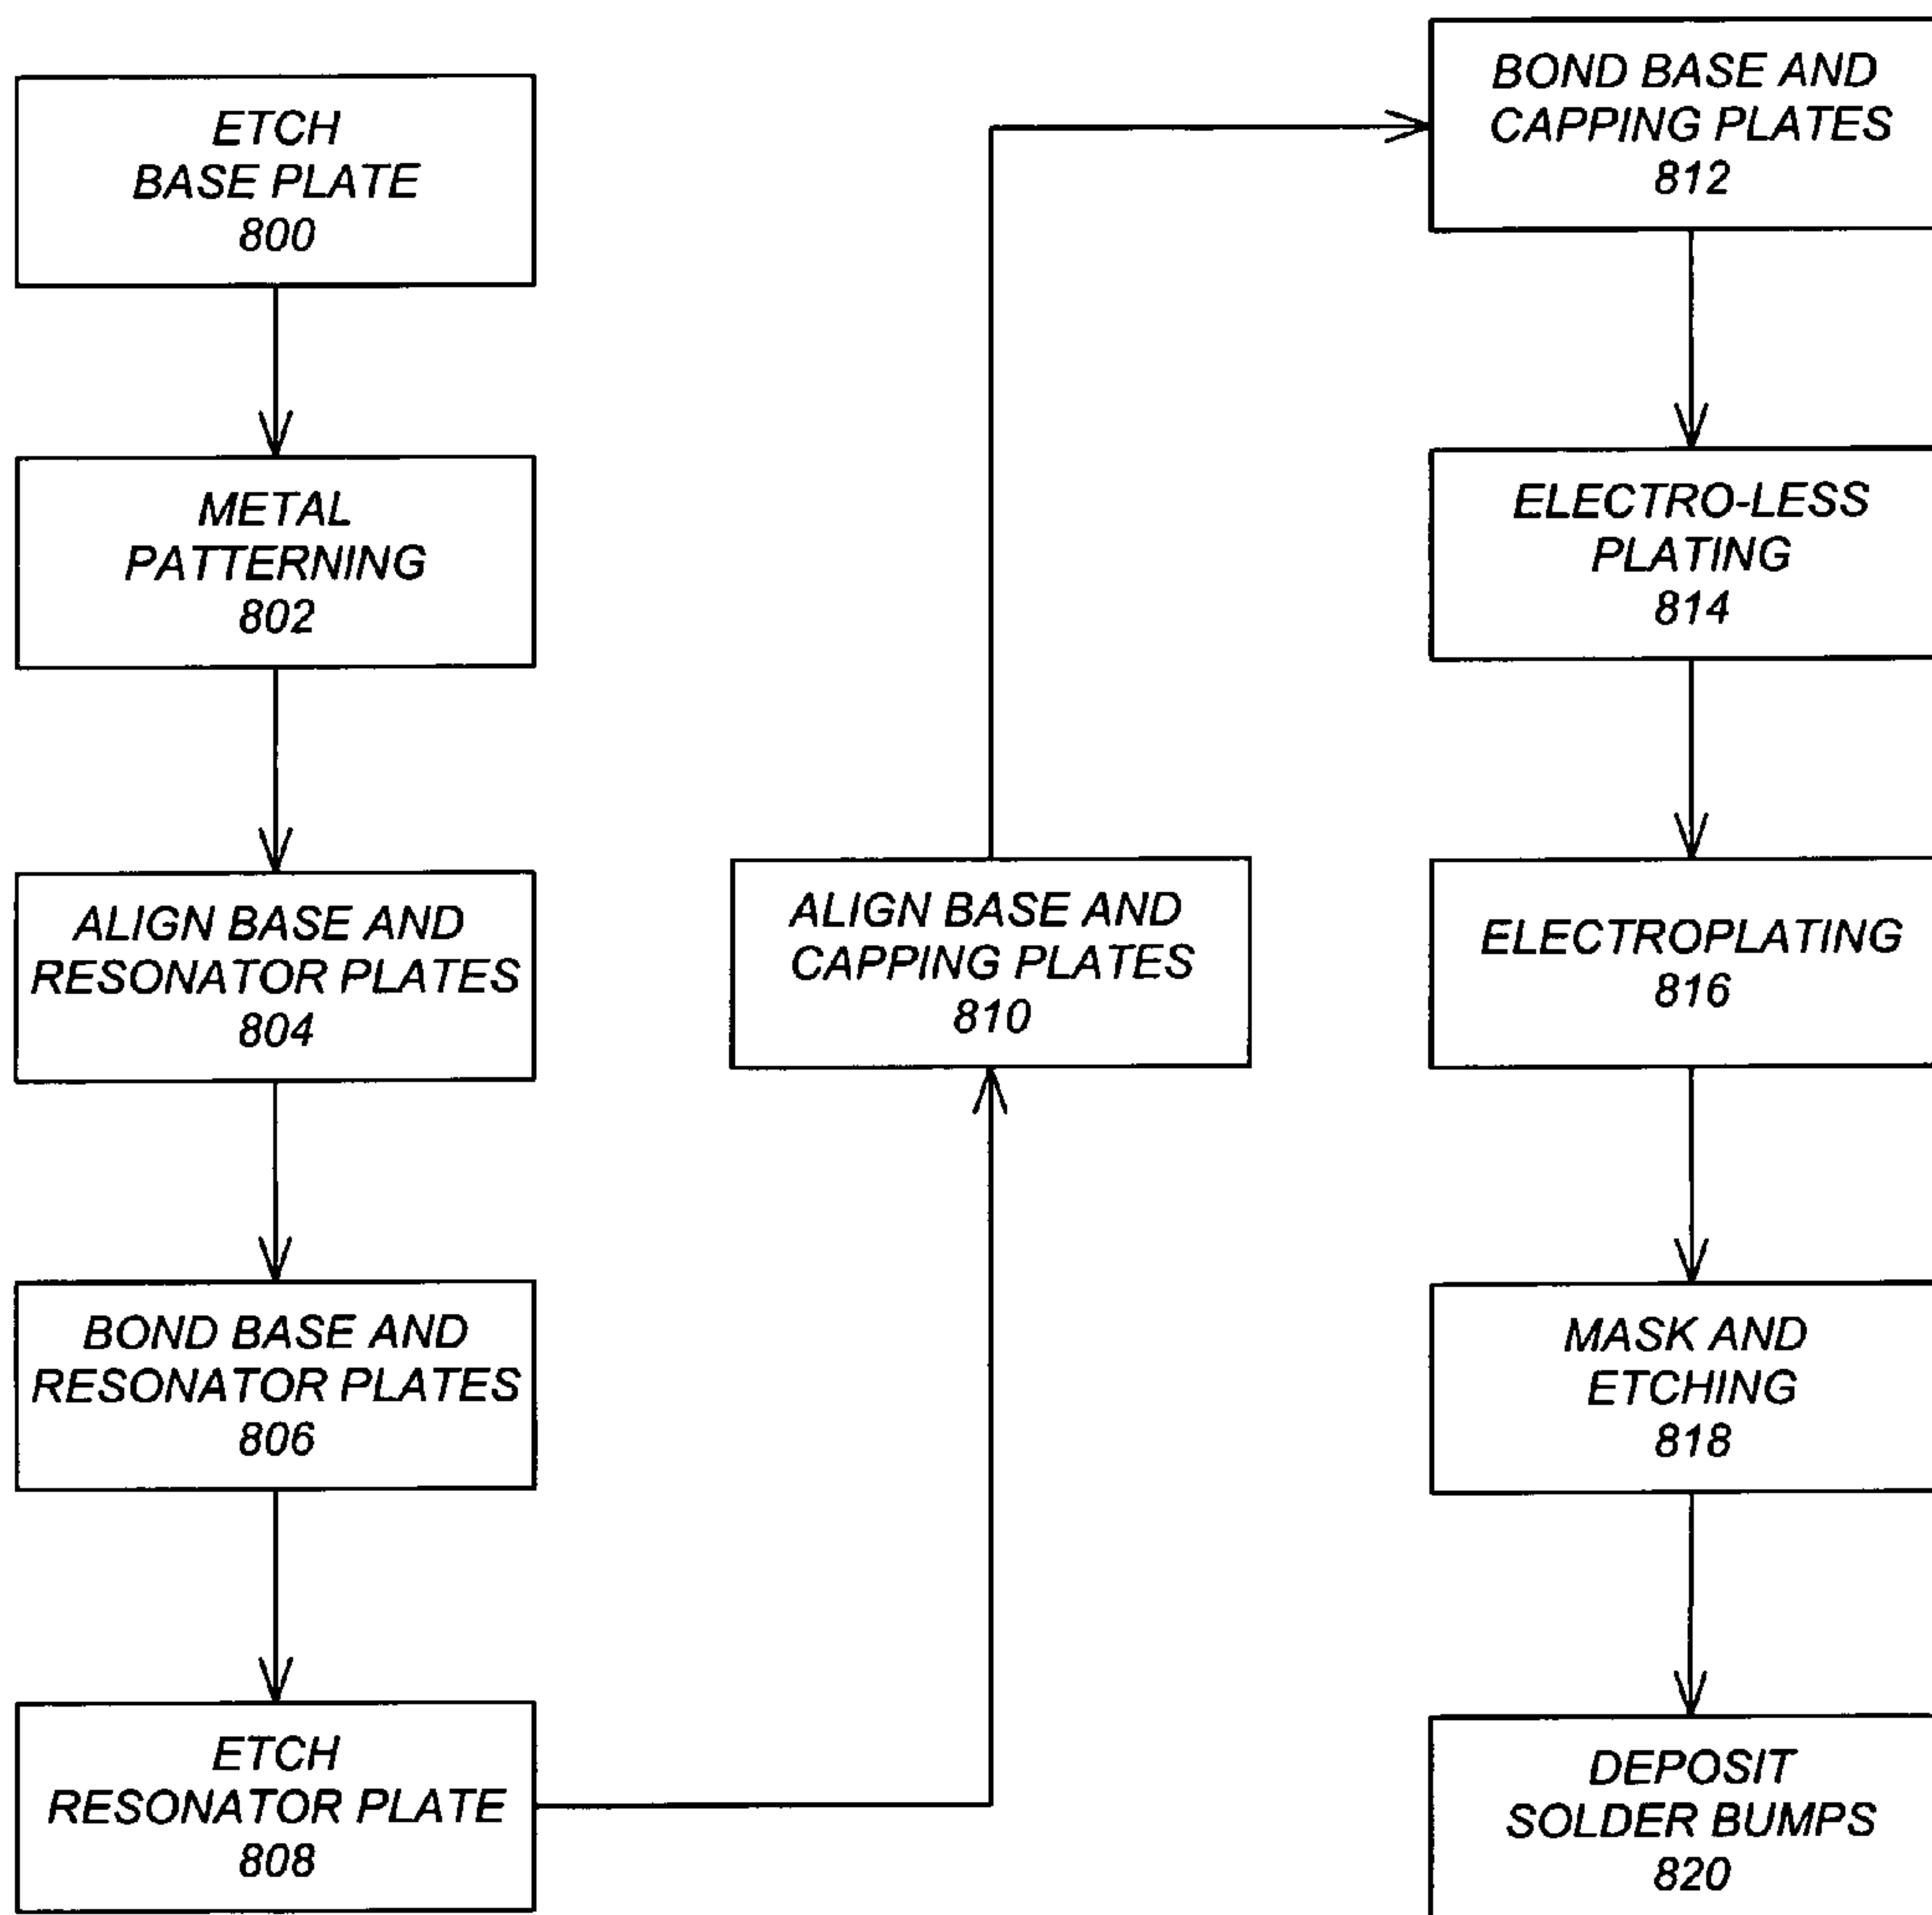 ETCH
BASE PLATE
800
METAL
PATTERNING
802
ALIGN BASE AND
RESONATOR PLATES
804
BOND BASE AND
RESONATOR PLATES
806
ETCH
RESONATOR PLATE
808
ALIGN BASE AND
CAPPING PLATES
810
BOND BASE AND
CAPPING PLATES
812
ELECTRO-LESS
PLATING
814
ELECTROPLATING
816
MASK AND
ETCHING
818
DEPOSIT
SOLDER BUMPS
820